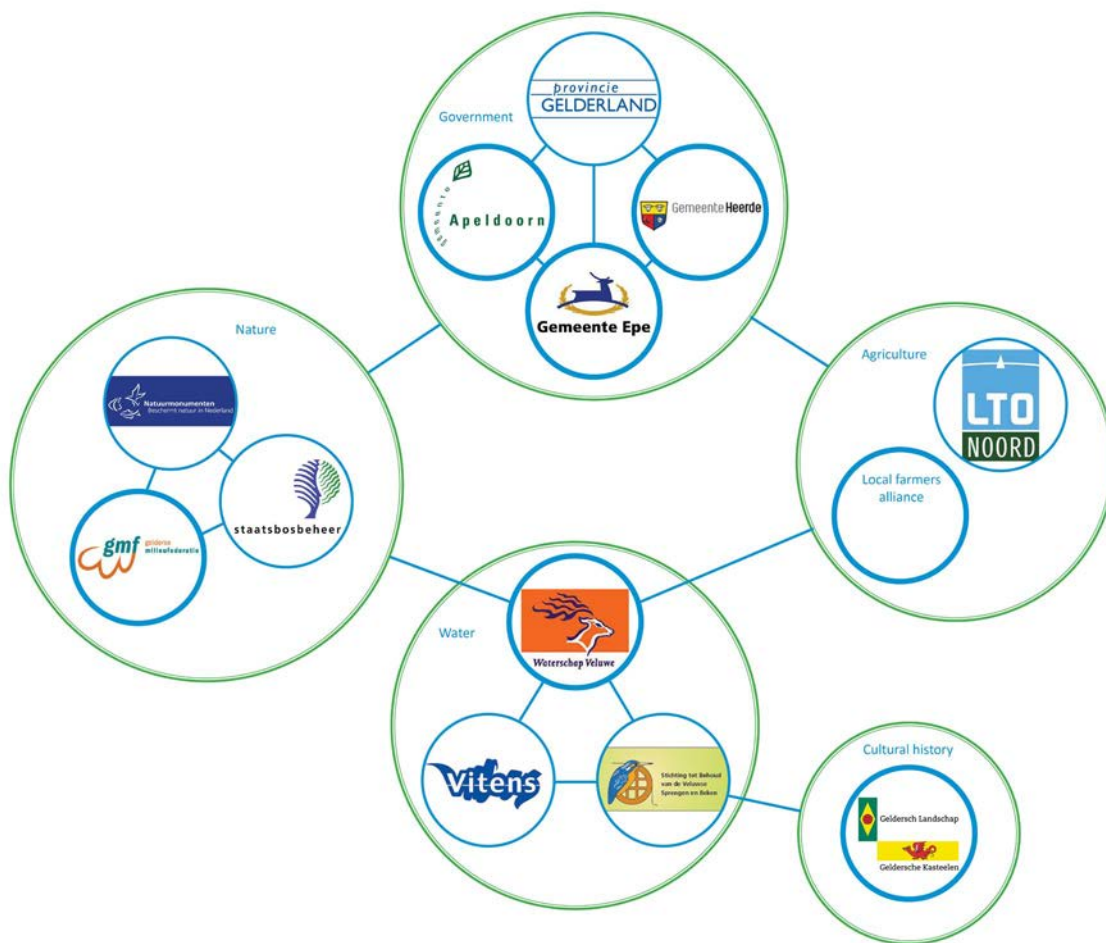 Government
provincie
GELDERLAND
gemeente
Apeldoorn
Gemeente Heerde
Gemeente Epe
Nature
Natuurmonumenten
Beschermt natuur in Nederland
staatsbosbeheer
gmf
gelderse
milieufederatie
Agriculture
LTO
NOORD
Local farmers
alliance
Water
Waterschap Veluwe
Vitens
Stichting tot Behoud
van de Veluwse
Sprengen en Beken
Cultural history
Geldersch Landschap
Geldersche Kasteelen